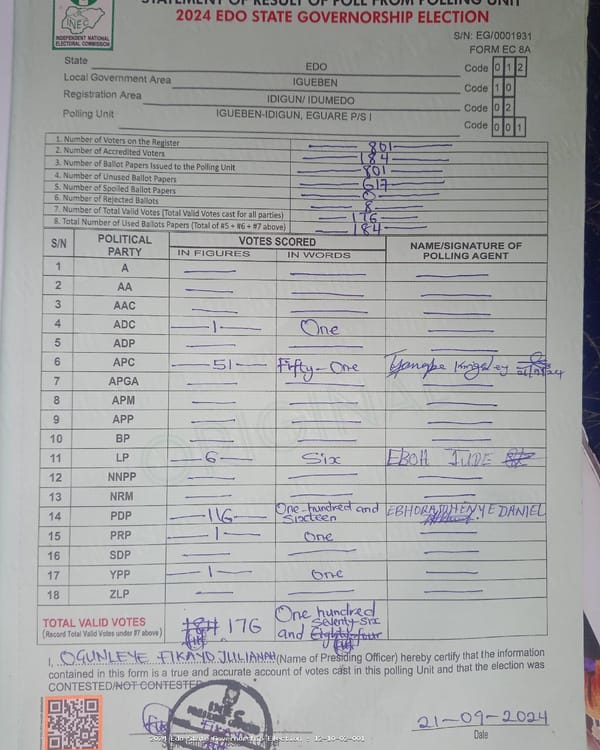 STATEMENT OF RESULT OF POLL FROM POLLING UNIT
2024 EDO STATE GOVERNORSHIP ELECTION
INEC
INDEPENDENT NATIONAL
ELECTORAL COMMISSION
S/N: EG/0001931
FORM EC 8A
State EDO Code 0 1 2
Local Government Area IGUEBEN Code 1 0
Registration Area IDIGUN/ IDUMEDO Code 0 2
Polling Unit IGUEBEN-IDIGUN, EGUARE P/S I Code 0 0 1
1. Number of Voters on the Register 801
2. Number of Accredited Voters 184
3. Number of Ballot Papers Issued to the Polling Unit 801
4. Number of Unused Ballot Papers 617
5. Number of Spoiled Ballot Papers 0
6. Number of Rejected Ballots 8
7. Number of Total Valid Votes (Total Valid Votes cast for all parties) 176
8. Total Number of Used Ballots Papers (Total of #5 + #6 + #7 above) 184
S/N POLITICAL PARTY VOTES SCORED NAME/SIGNATURE OF POLLING AGENT
IN FIGURES IN WORDS
1 A
2 AA
3 AAC
4 ADC 1 One
5 ADP
6 APC 51 Fifty-One
7 APGA
8 APM
9 APP
10 BP
11 LP 6 Six EBOH JUDE
12 NNPP
13 NRM
14 PDP 116 One-hundred and Sixteen DANIEL
15 PRP 1 One
16 SDP
17 YPP 1 One
18 ZLP
TOTAL VALID VOTES
(Record Total Valid Votes under #7 above)
184 176
One hundred
seventy-six
and Eighty-four
I, OGUNLEYE FIKAYO JULIANAH (Name of Presiding Officer) hereby certify that the information
contained in this form is a true and accurate account of votes cast in this polling Unit and that the election was
CONTESTED/NOT CONTESTED
21-09-2024
Date
2024 Edo State Governorship Election - 12-10-02-001